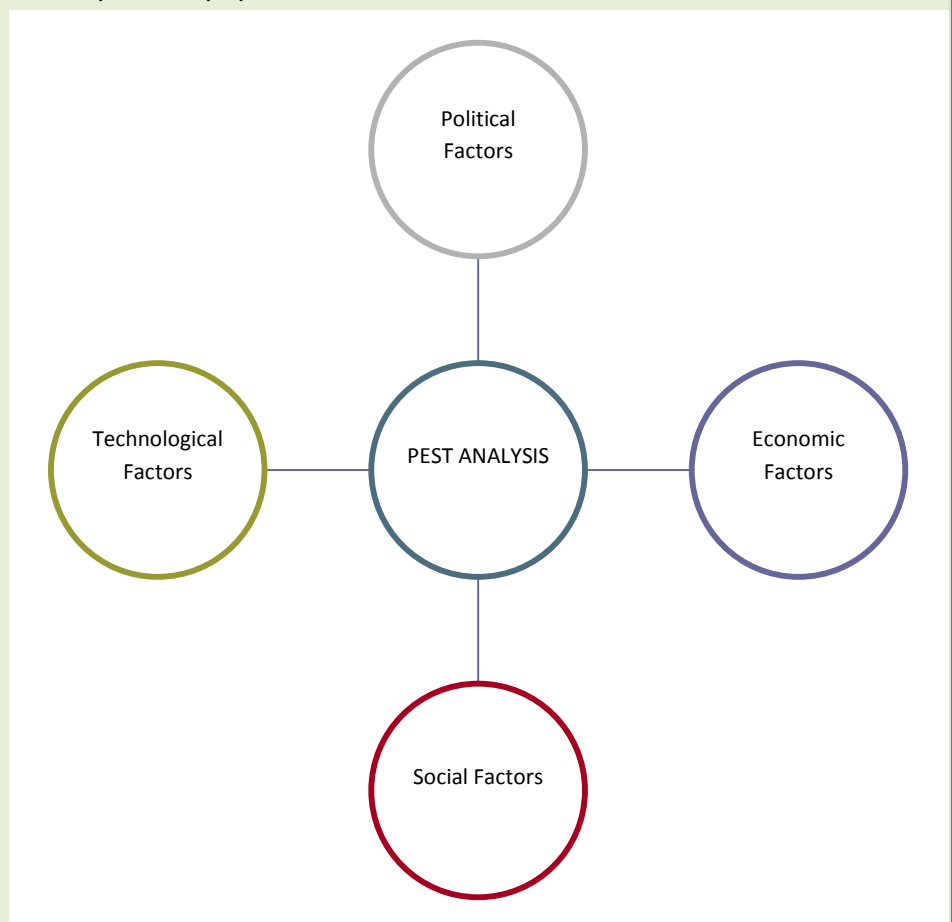 Political
Factors
Technological
Factors
PEST ANALYSIS
Economic
Factors
Social Factors